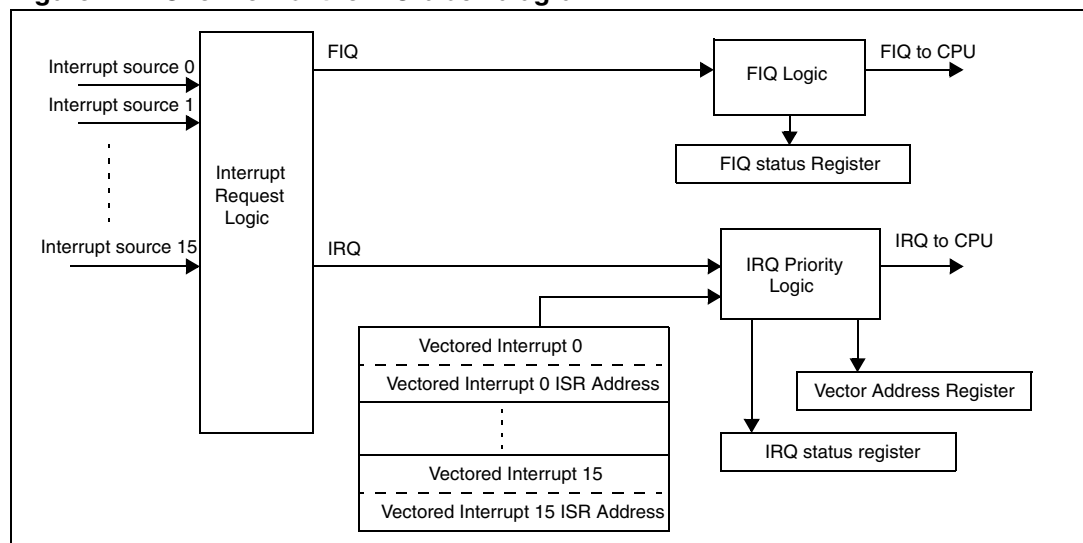 FIQ
FIQ to CPU
Interrupt source 0
FIQ Logic
Interrupt source 1
FIQ status Register
Interrupt
Request
Logic
Interrupt source 15
IRQ
IRQ to CPU
IRQ Priority
Logic
Vectored Interrupt 0
Vectored Interrupt 0 ISR Address
Vector Address Register
IRQ status register
Vectored Interrupt 15
Vectored Interrupt 15 ISR Address